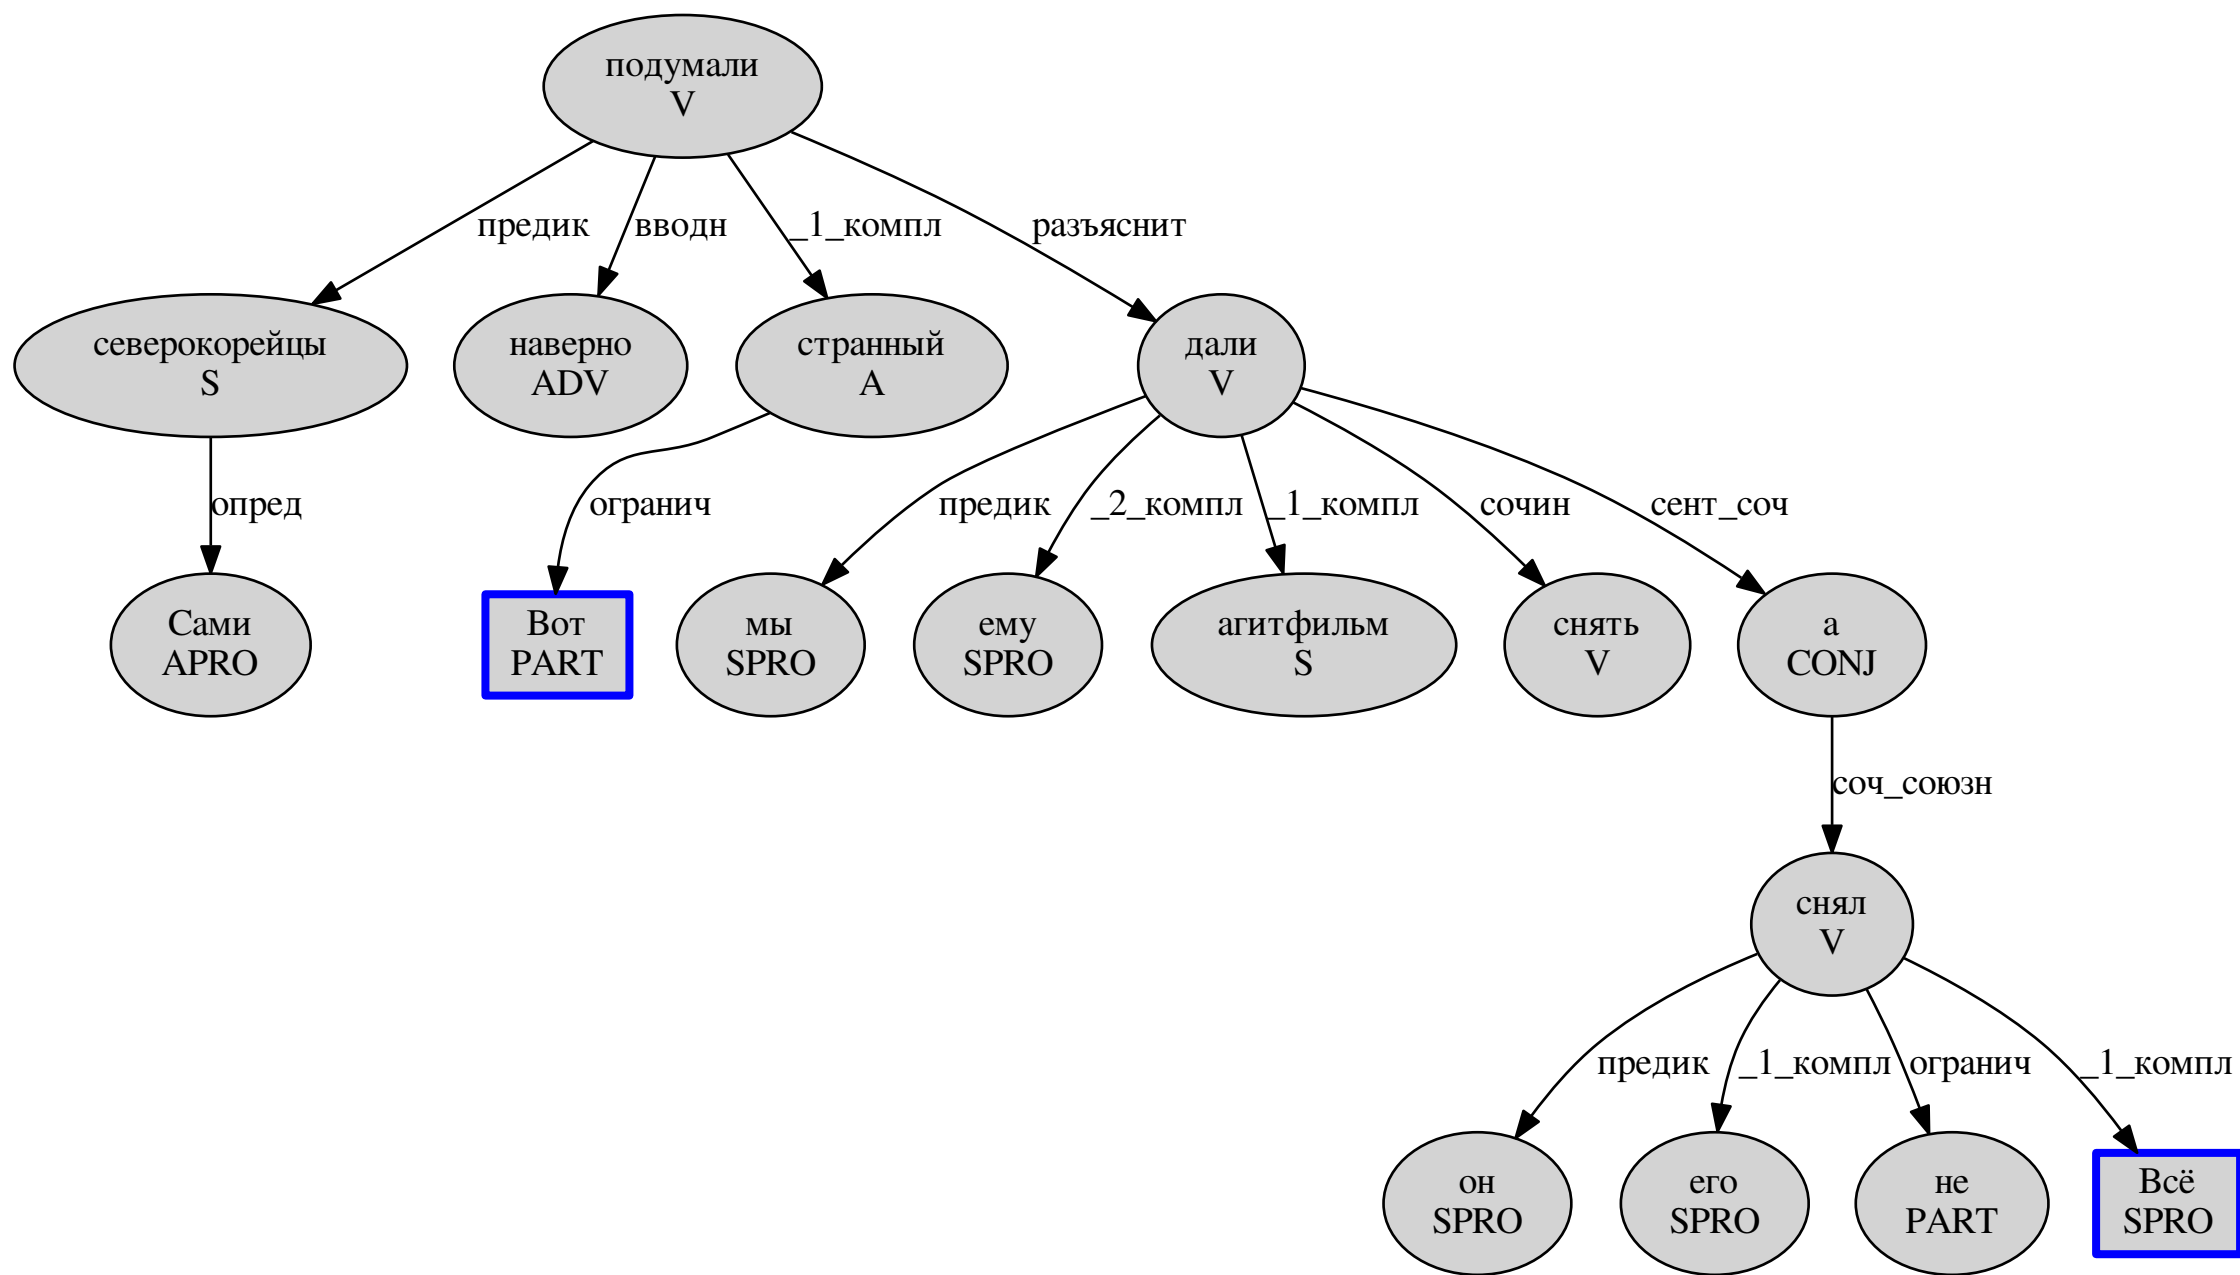 подумали
V
предик
вводн
_1_компл
разъяснит
северокорейцы
S
наверно
ADV
странный
A
дали
V
опред
огранич
предик
_2_компл
_1_компл
сочин
сент_соч
Сами
APRO
Вот
PART
мы
SPRO
ему
SPRO
агитфильм
S
снять
V
а
CONJ
соч_союзн
снял
V
предик
_1_компл
огранич
_1_компл
он
SPRO
его
SPRO
не
PART
Всё
SPRO